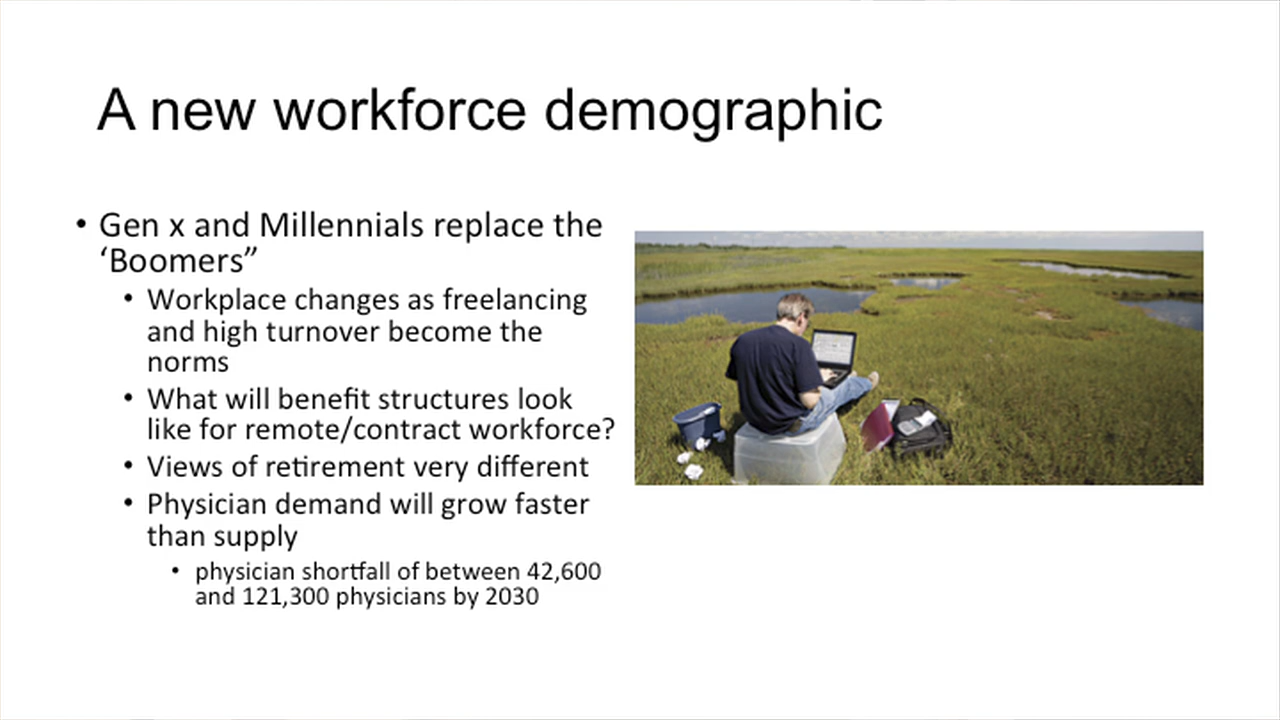 A new workforce demographic
• Gen x and Millennials replace the
‘Boomers”
• Workplace changes as freelancing
and high turnover become the
norms
• What will benefit structures look
like for remote/contract workforce?
• Views of retirement very different
• Physician demand will grow faster
than supply
• physician shortfall of between 42,600
and 121,300 physicians by 2030